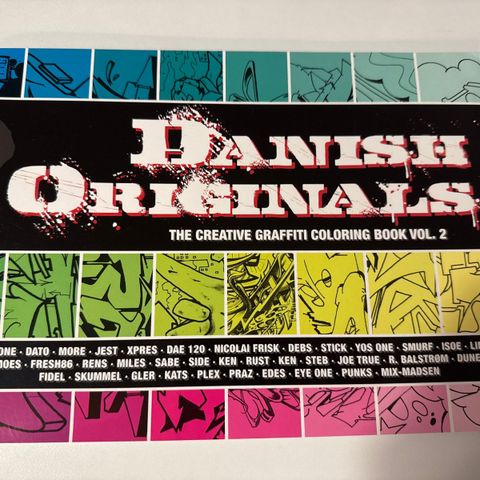 DANISH
ORIGINALS
THE CREATIVE GRAFFITI COLORING BOOK VOL. 2
ONE · DATO · MORE · JEST · XPRES · DAE 120 · NICOLAI FRISK · DEBS · STICK · YOS ONE · SMURF · ISOE ·
· FRESH86 · RENS · MILES · SABE · SIDE · KEN · RUST · KEN · STEB · JOE TRUE · R. BALSTRØM ·
FIDEL · SKUMMEL · GLER · KATS · PLEX · PRAZ · EDES · EYE ONE · PUNKS · MIX-MADSEN